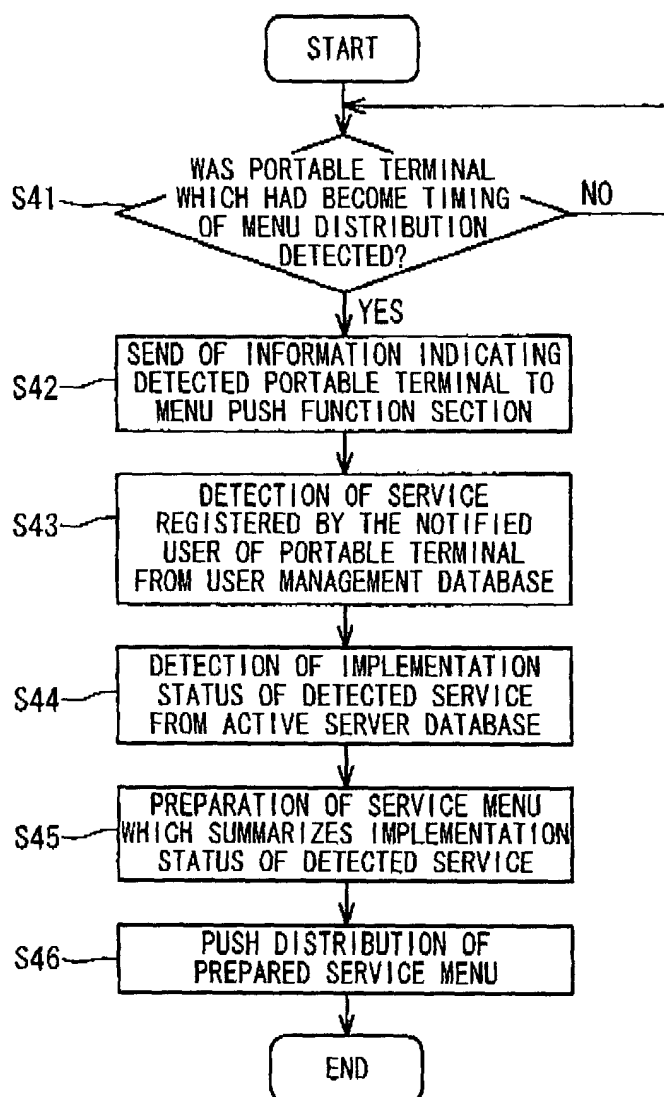 START
WAS PORTABLE TERMINAL
WHICH HAD BECOME TIMING
OF MENU DISTRIBUTION
DETECTED?
S41
NO
YES
SEND OF INFORMATION INDICATING
DETECTED PORTABLE TERMINAL TO
MENU PUSH FUNCTION SECTION
S42
DETECTION OF SERVICE
REGISTERED BY THE NOTIFIED
USER OF PORTABLE TERMINAL
FROM USER MANAGEMENT DATABASE
S43
DETECTION OF IMPLEMENTATION
STATUS OF DETECTED SERVICE
FROM ACTIVE SERVER DATABASE
S44
PREPARATION OF SERVICE MENU
WHICH SUMMARIZES IMPLEMENTATION
STATUS OF DETECTED SERVICE
S45
PUSH DISTRIBUTION OF
PREPARED SERVICE MENU
S46
END